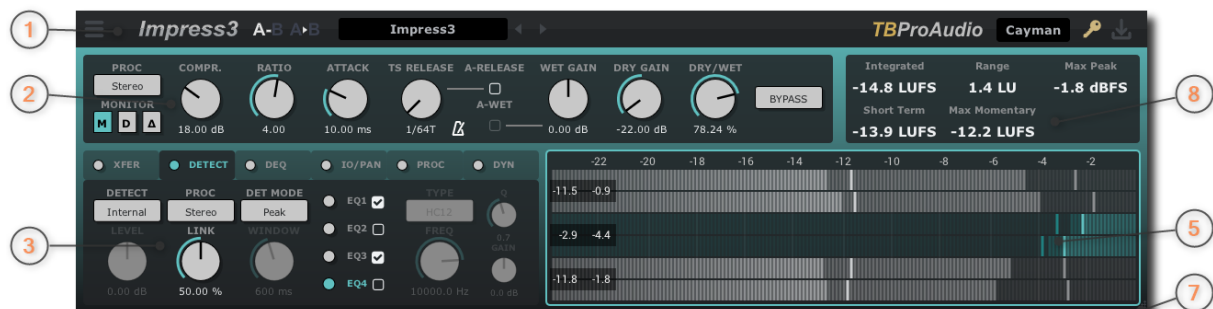 1
Impress3 A-B A▸B Impress3 TBProAudio Cayman
PROC COMPR. RATIO ATTACK TS RELEASE A-RELEASE WET GAIN DRY GAIN DRY/WET
Stereo
MONITOR
M D Δ
A-WET
BYPASS
18.00 dB 4.00 10.00 ms 1/64T 0.00 dB -22.00 dB 78.24 %
2
Integrated Range Max Peak
-14.8 LUFS 1.4 LU -1.8 dBFS
Short Term Max Momentary
-13.9 LUFS -12.2 LUFS
8
XFER DETECT DEQ IO/PAN PROC DYN
DETECT PROC DET MODE
Internal Stereo Peak
LEVEL LINK WINDOW
0.00 dB 50.00 % 600 ms
EQ1
EQ2
EQ3
EQ4
TYPE
HC12
FREQ
10000.0 Hz
Q
0.7
GAIN
0.0 dB
3
-22 -20 -18 -16 -14 -12 -10 -8 -6 -4 -2
-11.5 -0.9
-2.9 -4.4
-11.8 -1.8
5
7